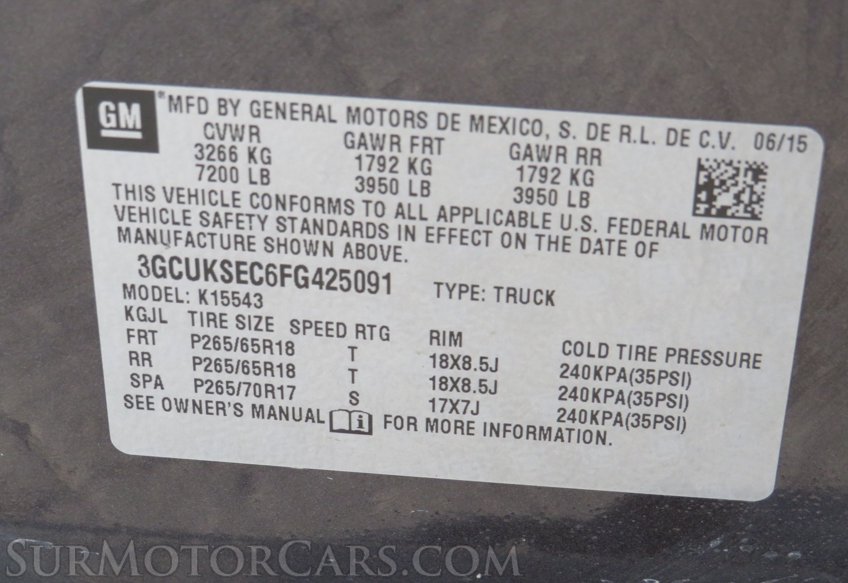 GM
®MFD BY GENERAL MOTORS DE MEXICO, S. DE R.L. DE C.V. 06/15
GVWR GAWR FRT GAWR RR
3266 KG 1792 KG 1792 KG
7200 LB 3950 LB 3950 LB
THIS VEHICLE CONFORMS TO ALL APPLICABLE U.S. FEDERAL MOTOR
VEHICLE SAFETY STANDARDS IN EFFECT ON THE DATE OF
MANUFACTURE SHOWN ABOVE.
3GCUKSEC6FG425091 TYPE: TRUCK
MODEL: K15543
KGJL TIRE SIZE SPEED RTG RIM COLD TIRE PRESSURE
FRT P265/65R18 T 18X8.5J 240KPA(35PSI)
RR P265/65R18 T 18X8.5J 240KPA(35PSI)
SPA P265/70R17 S 17X7J 240KPA(35PSI)
SEE OWNER'S MANUAL i FOR MORE INFORMATION.
SURMOTORCARS.COM